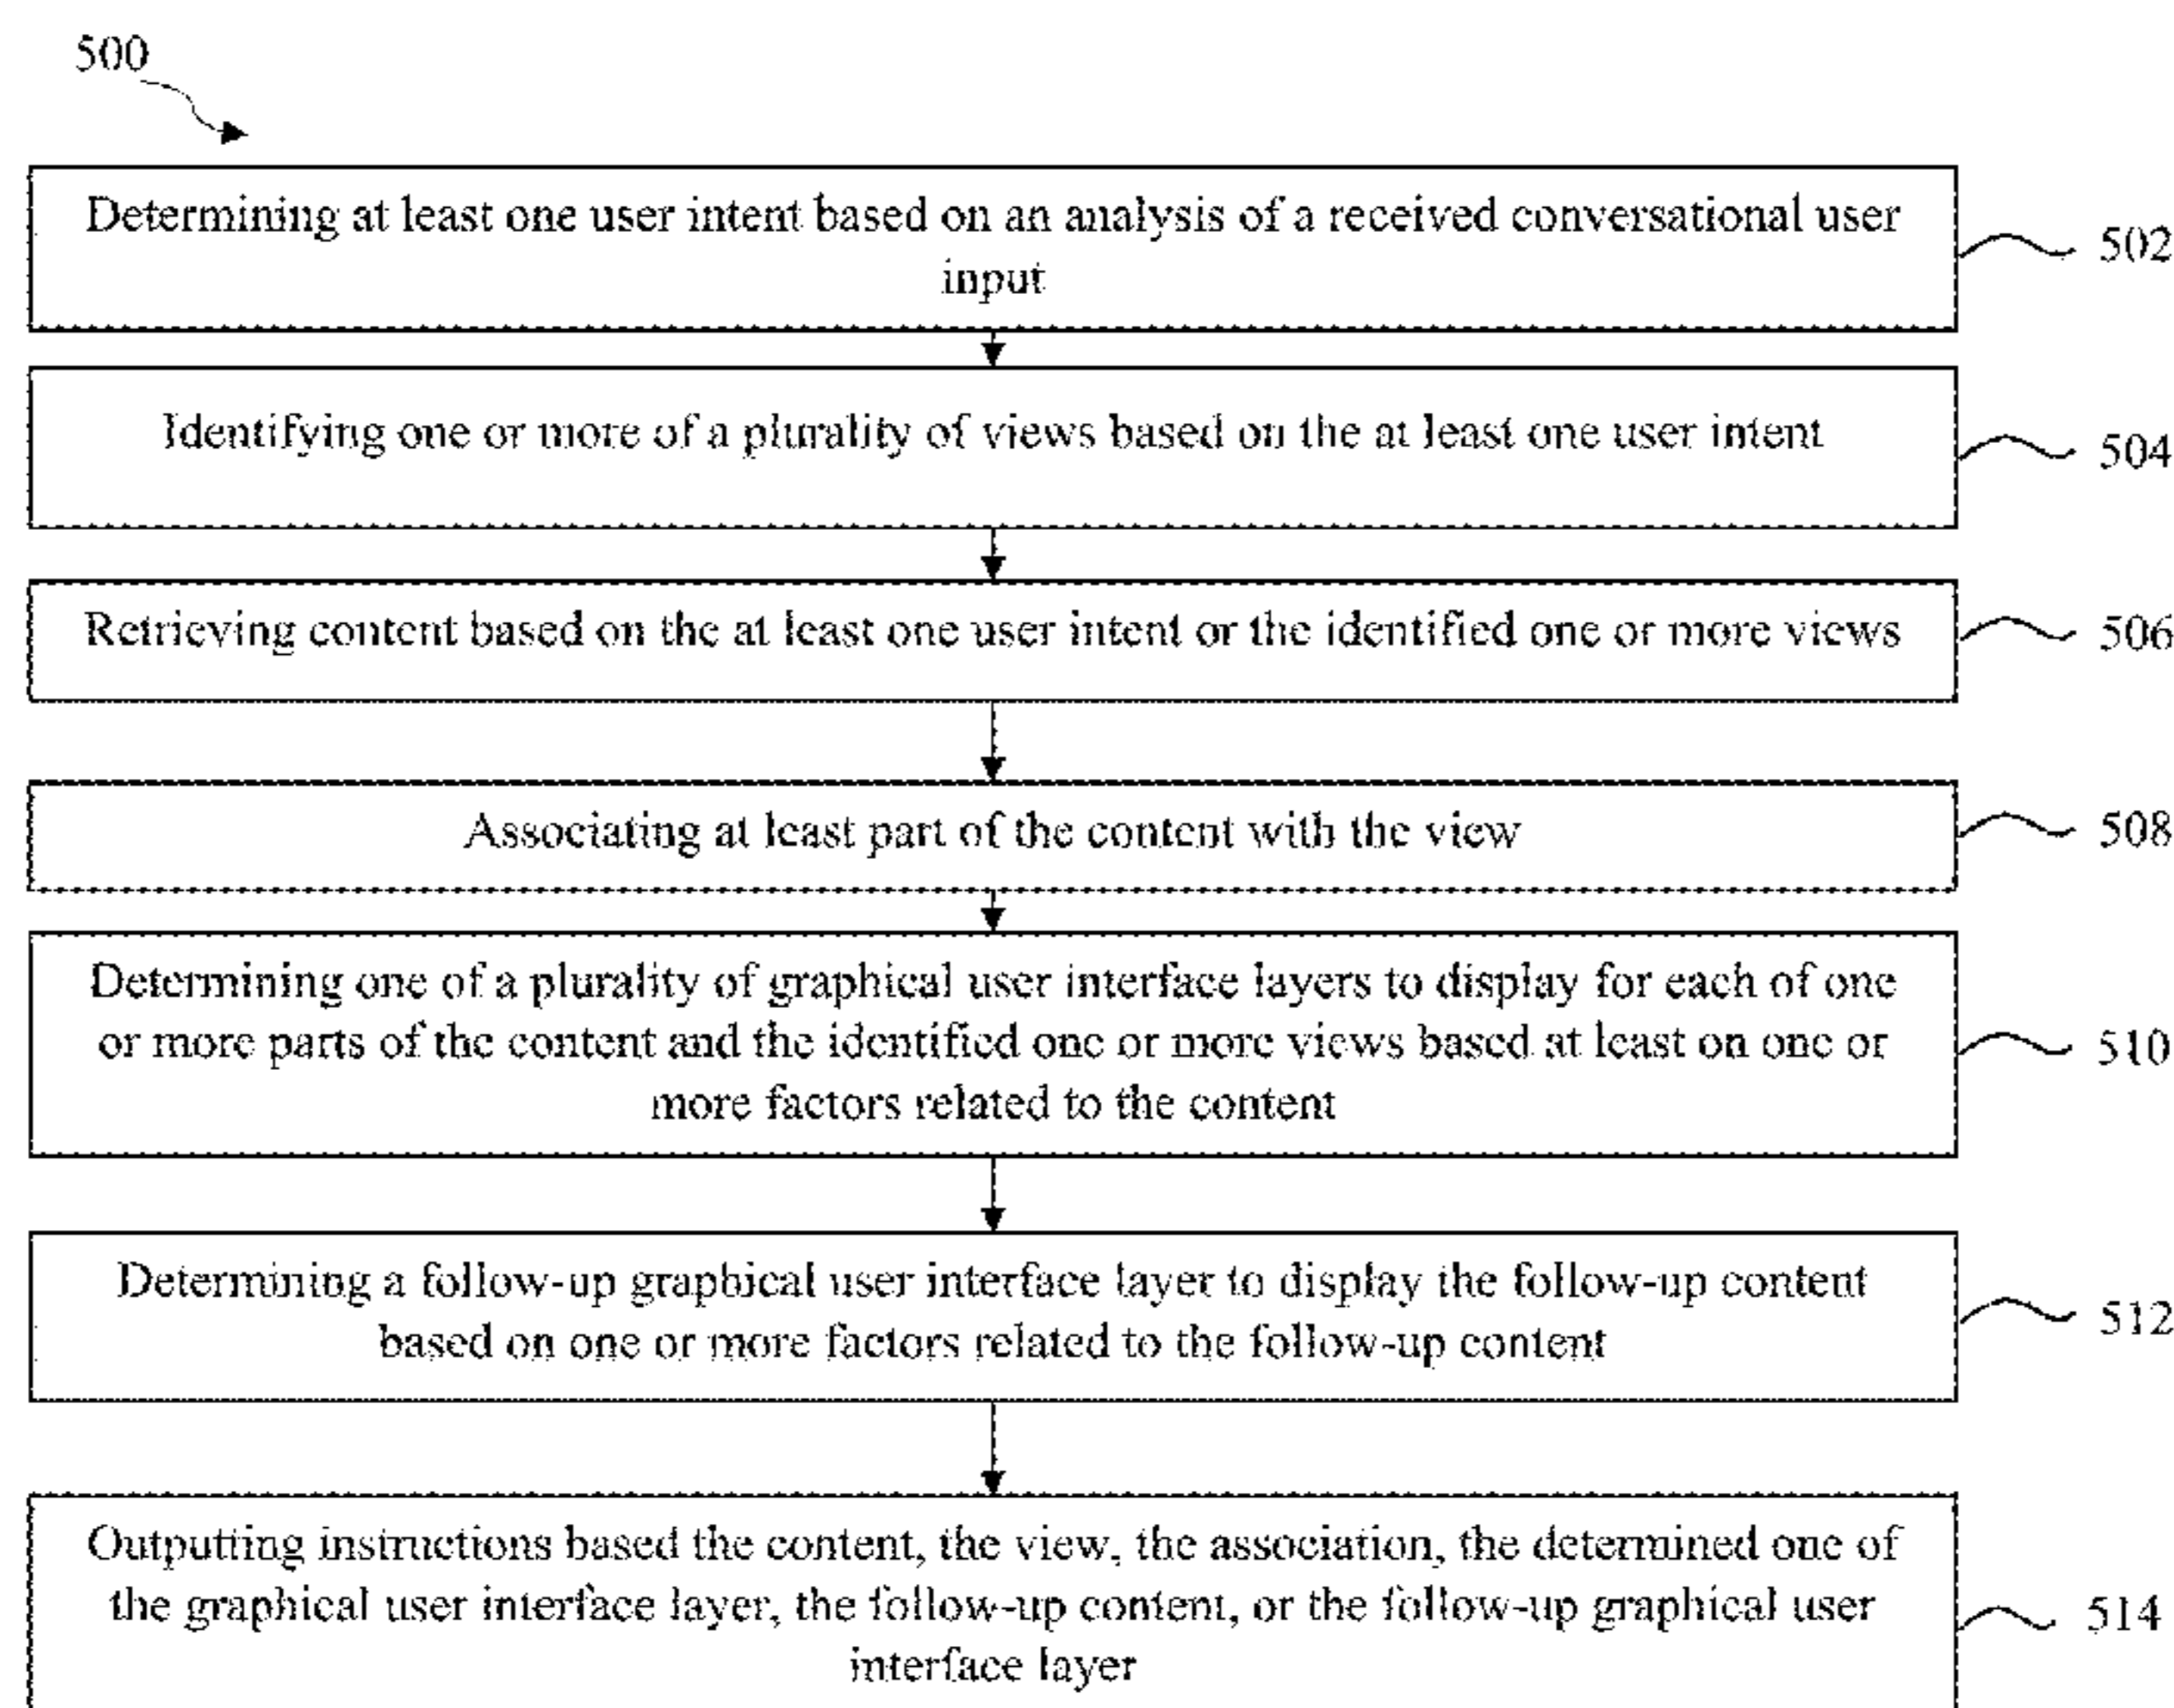 500
Determining at least one user intent based on an analysis of a received conversational user
input
502
Identifying one or more of a plurality of views based on the at least one user intent
504
Retrieving content based on the at least one user intent or the identified one or more views
506
Associating at least part of the content with the view
508
Determining one of a plurality of graphical user interface layers to display for each of one
or more parts of the content and the identified one or more views based at least on one or
more factors related to the content
510
Determining a follow-up graphical user interface layer to display the follow-up content
based on one or more factors related to the follow-up content
512
Outputting instructions based the content, the view, the association, the determined one of
the graphical user interface layer, the follow-up content, or the follow-up graphical user
interface layer
514